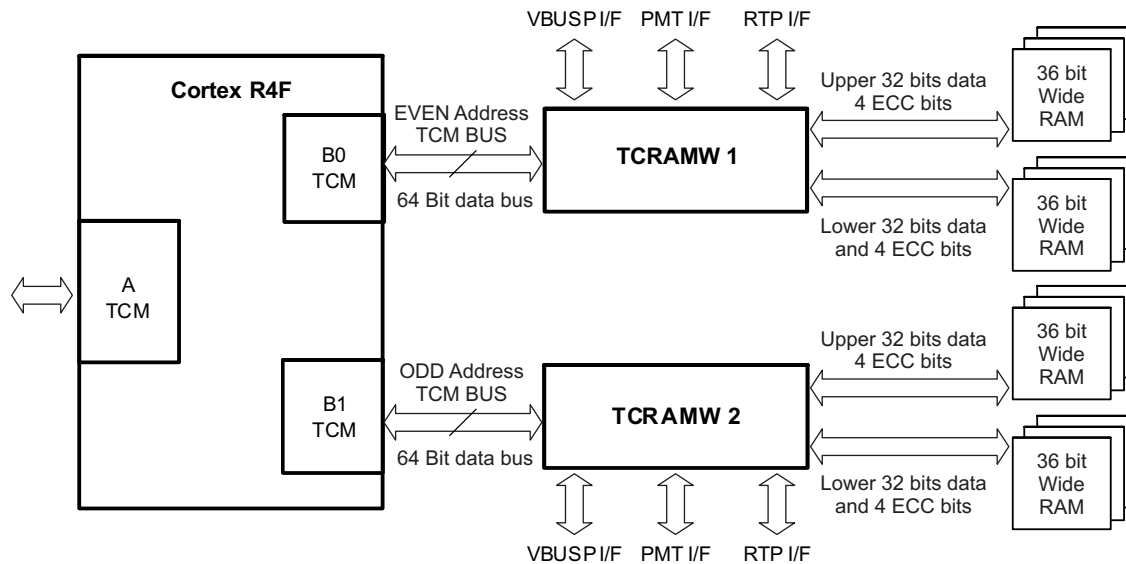 VBUSP I/F PMT I/F RTP I/F
Cortex R4F
B0
TCM
A
TCM
B1
TCM
EVEN Address
TCM BUS
64 Bit data bus
TCRAMW 1
Upper 32 bits data
4 ECC bits
36 bit
Wide
RAM
Lower 32 bits data
and 4 ECC bits
36 bit
Wide
RAM
ODD Address
TCM BUS
64 Bit data bus
TCRAMW 2
Upper 32 bits data
4 ECC bits
36 bit
Wide
RAM
Lower 32 bits data
and 4 ECC bits
36 bit
Wide
RAM
VBUSP I/F PMT I/F RTP I/F